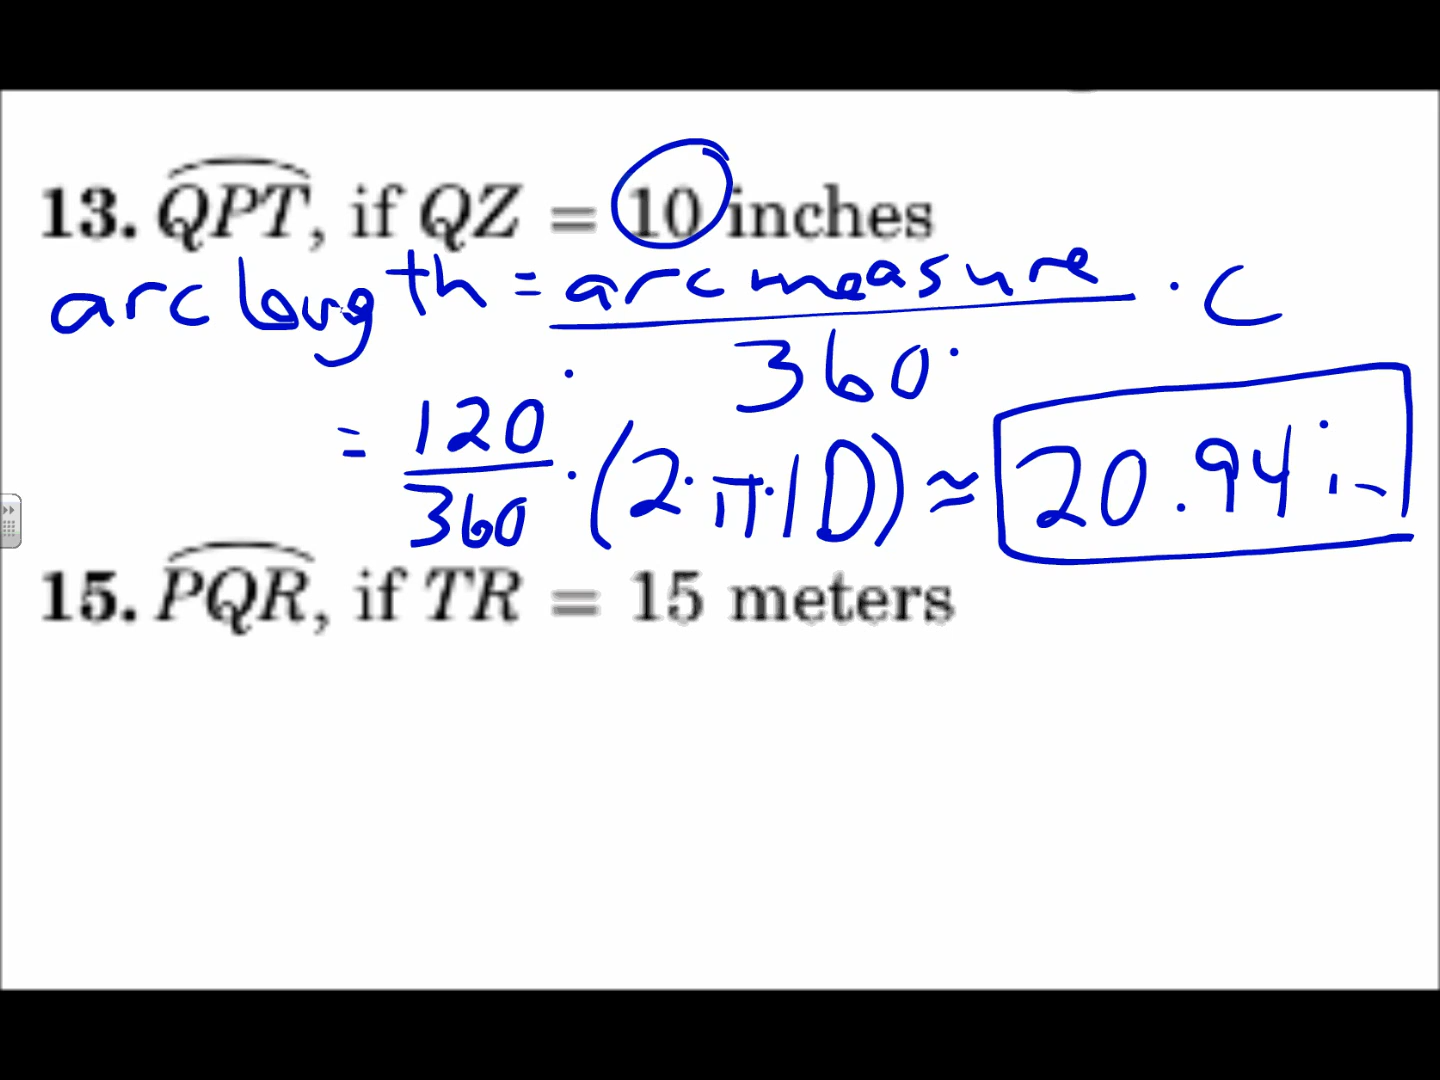 13. QPT, if QZ = 10 inches
arc length = arc measure / 360° · C
= 120/360 · (2·π·10) ≈ 20.94 in
15. PQR, if TR = 15 meters